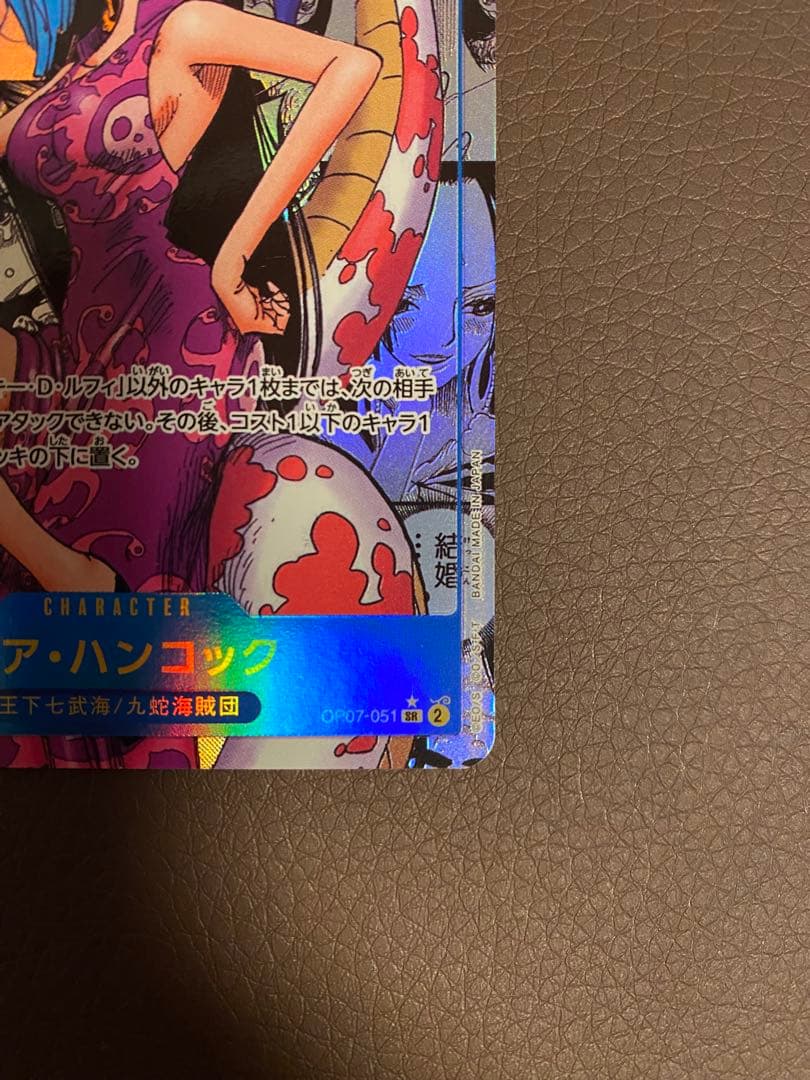 キー・D・ルフィ」以外のキャラ1枚までは、次の相手
アタックできない。その後、コスト1以下のキャラ1
ッキの下に置く。
結婚
…
CHARACTER
ア・ハンコック
王下七武海/九蛇海賊団
OP07-051 SR 2
BANDAI MADE IN JAPAN